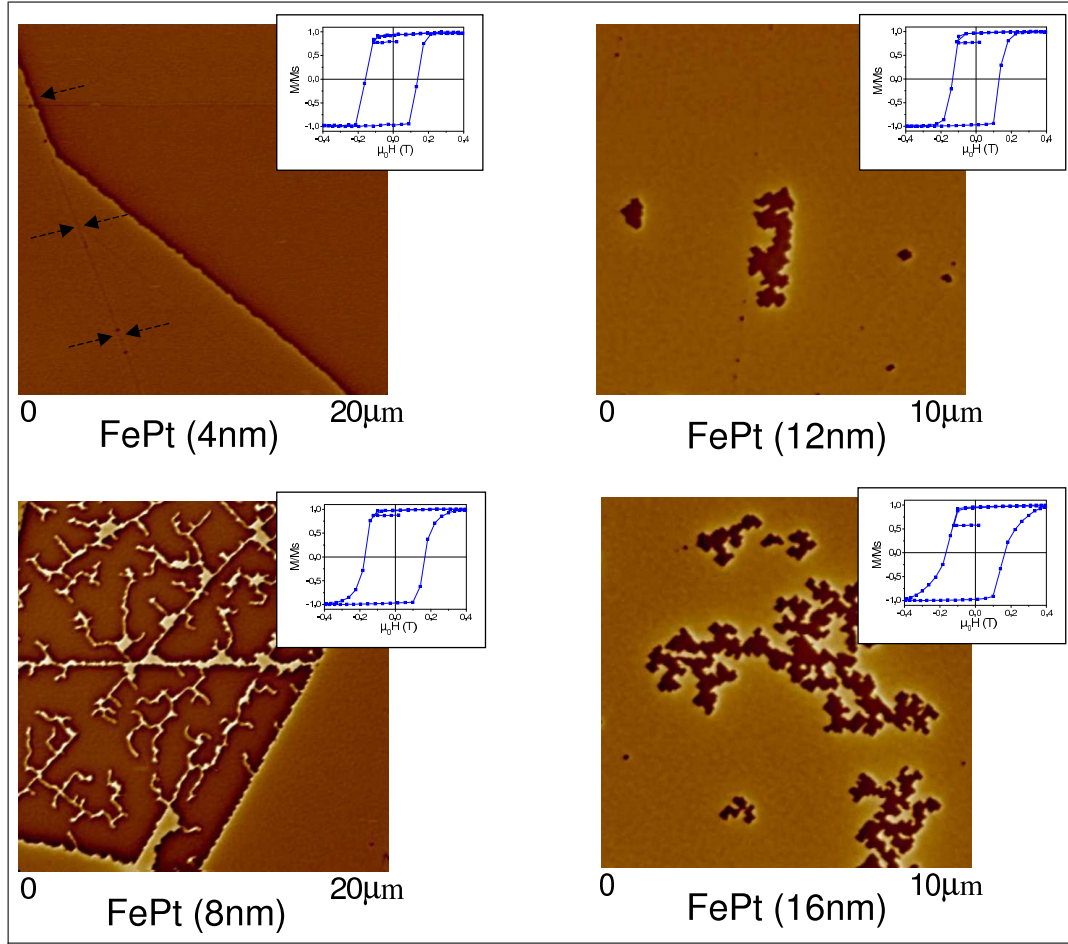 1,0
0,5
0,0
-0,5
-1,0
M/Ms
-0,4 -0,2 0,0 0,2 0,4
μ₀H (T)
0 20μm
FePt (4nm)
1,0
0,5
0,0
-0,5
-1,0
M/Ms
-0,4 -0,2 0,0 0,2 0,4
μ₀H (T)
0 10μm
FePt (12nm)
1,0
0,5
0,0
-0,5
-1,0
M/Ms
-0,4 -0,2 0,0 0,2 0,4
μ₀H (T)
0 20μm
FePt (8nm)
1,0
0,5
0,0
-0,5
-1,0
M/Ms
-0,4 -0,2 0,0 0,2 0,4
μ₀H (T)
0 10μm
FePt (16nm)